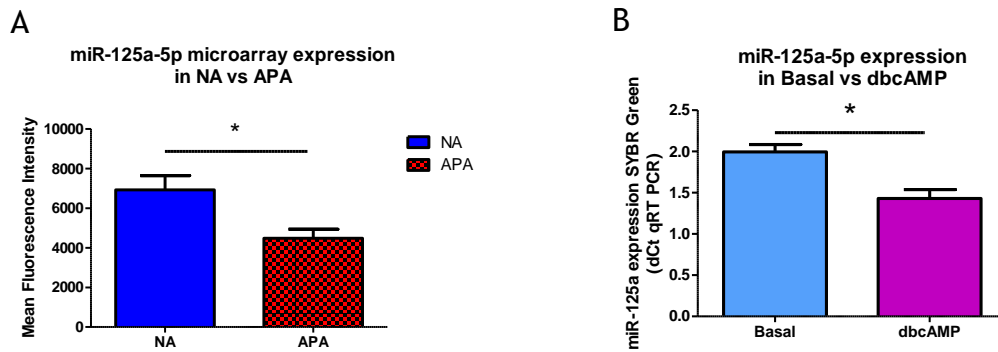 A
miR-125a-5p microarray expression
in NA vs APA
Mean Fluorescence Intensity
10000
8000
6000
4000
2000
0
*
NA
APA
NA
APA
B
miR-125a-5p expression
in Basal vs dbcAMP
miR-125a expression SYBR Green
(dCt qRT PCR)
2.5
2.0
1.5
1.0
0.5
0.0
*
Basal
dbcAMP